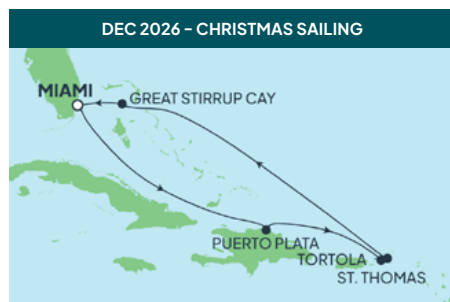 DEC 2026 – CHRISTMAS SAILING
MIAMI
GREAT STIRRUP CAY
PUERTO PLATA
TORTOLA
ST. THOMAS